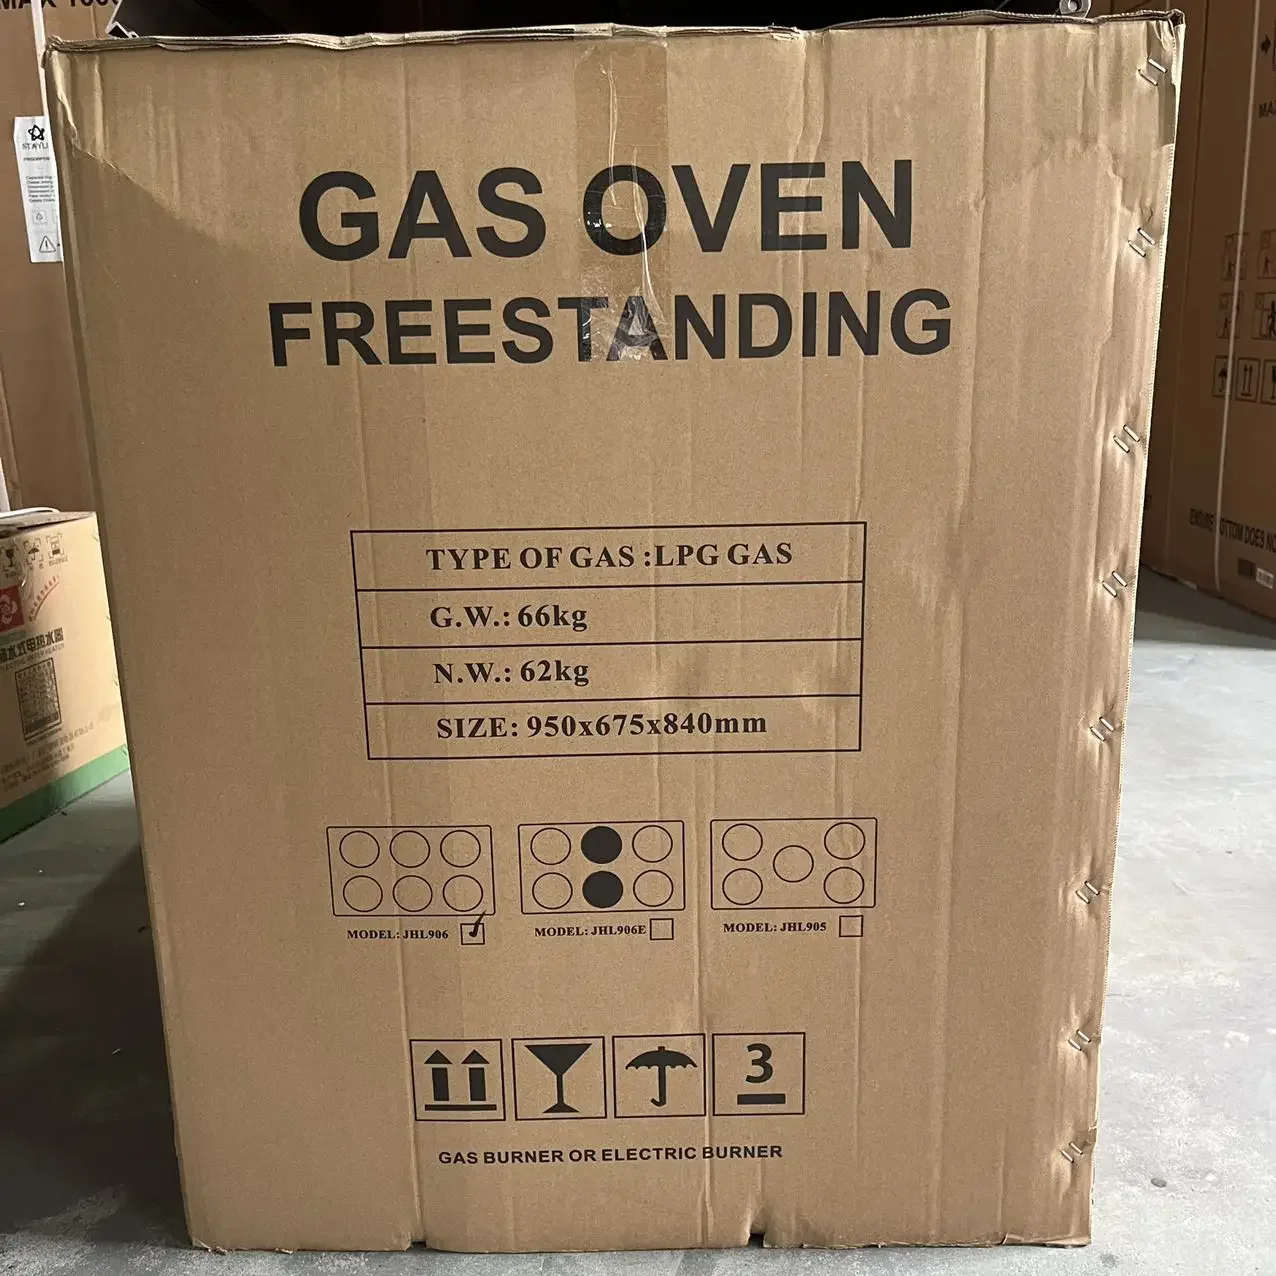 GAS OVEN
FREESTANDING
TYPE OF GAS :LPG GAS
G.W.: 66kg
N.W.: 62kg
SIZE: 950x675x840mm
MODEL: JHL906
MODEL: JHL906E
MODEL: JHL905
3
GAS BURNER OR ELECTRIC BURNER